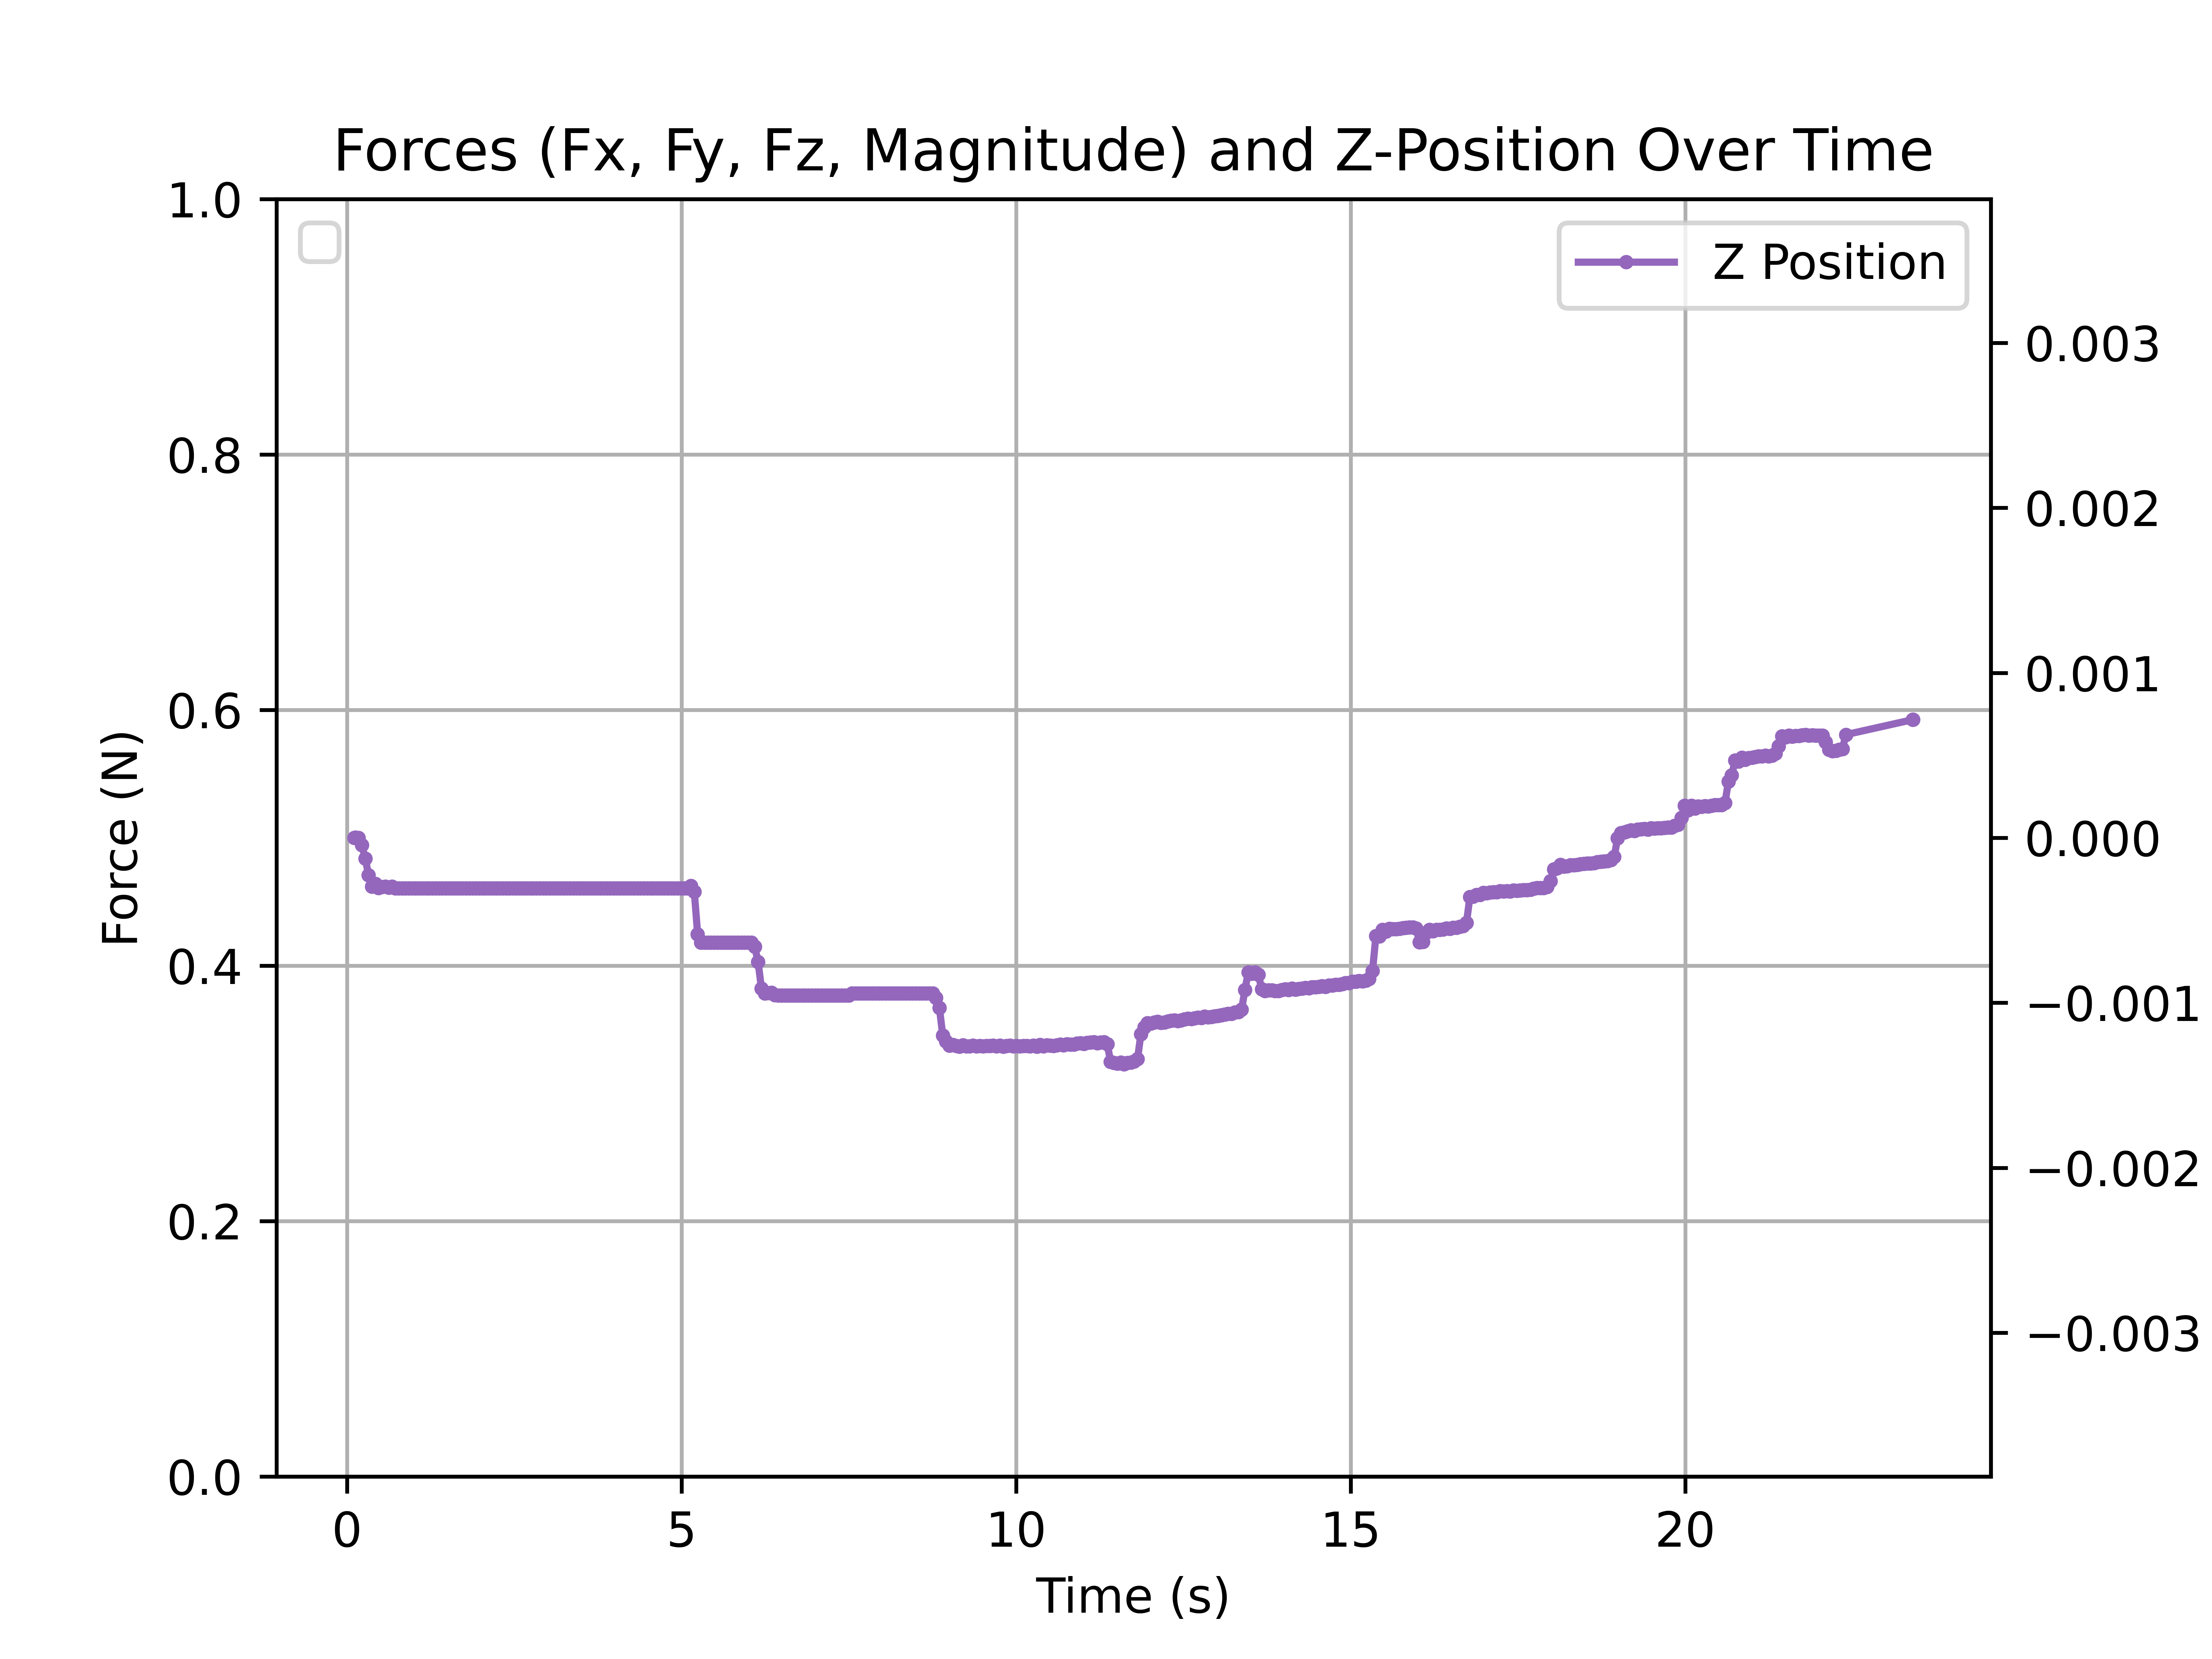 Forces (Fx, Fy, Fz, Magnitude) and Z-Position Over Time
Z Position
Force (N)
1.0
0.8
0.6
0.4
0.2
0.0
0.003
0.002
0.001
0.000
−0.001
−0.002
−0.003
0 5 10 15 20
Time (s)